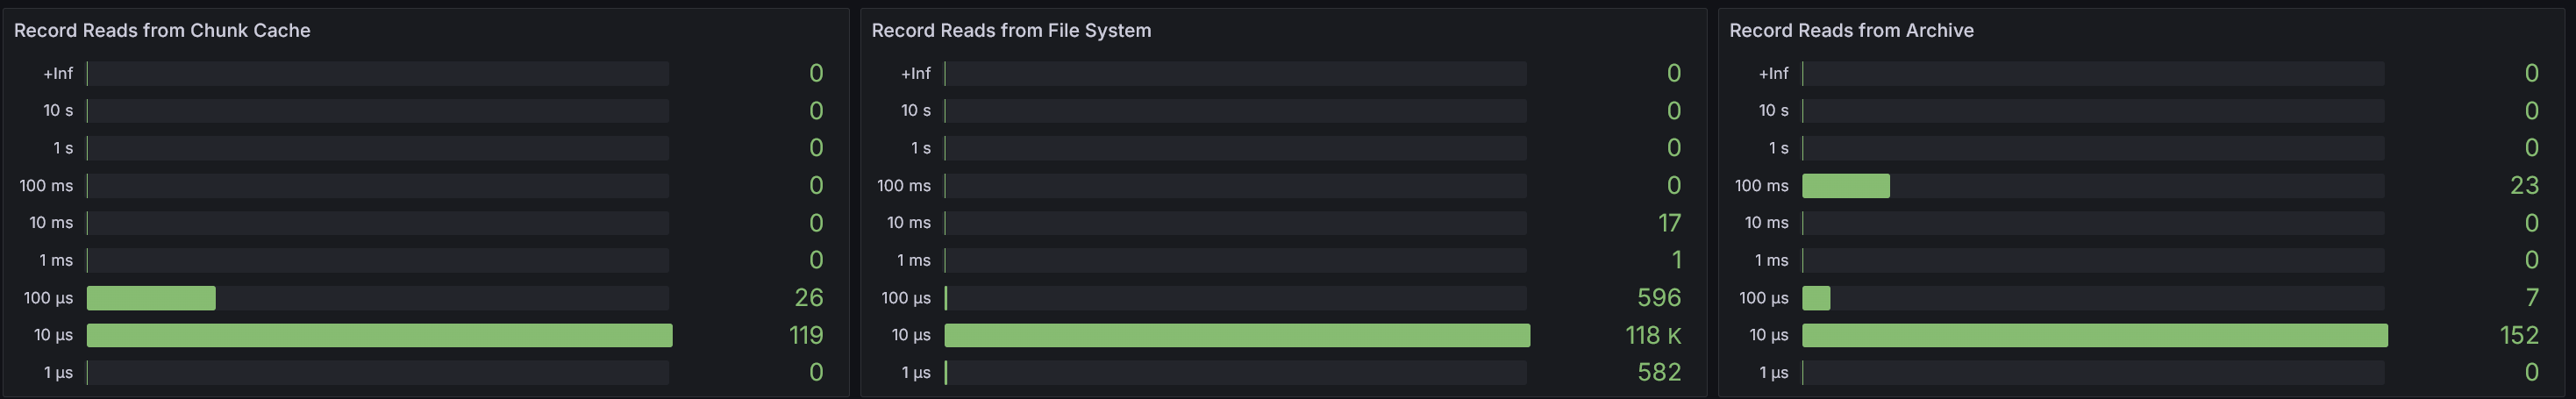 Record Reads from Chunk Cache
+Inf 0
10 s 0
1 s 0
100 ms 0
10 ms 0
1 ms 0
100 µs 26
10 µs 119
1 µs 0
Record Reads from File System
+Inf 0
10 s 0
1 s 0
100 ms 0
10 ms 17
1 ms 1
100 µs 596
10 µs 118 K
1 µs 582
Record Reads from Archive
+Inf 0
10 s 0
1 s 0
100 ms 23
10 ms 0
1 ms 0
100 µs 7
10 µs 152
1 µs 0